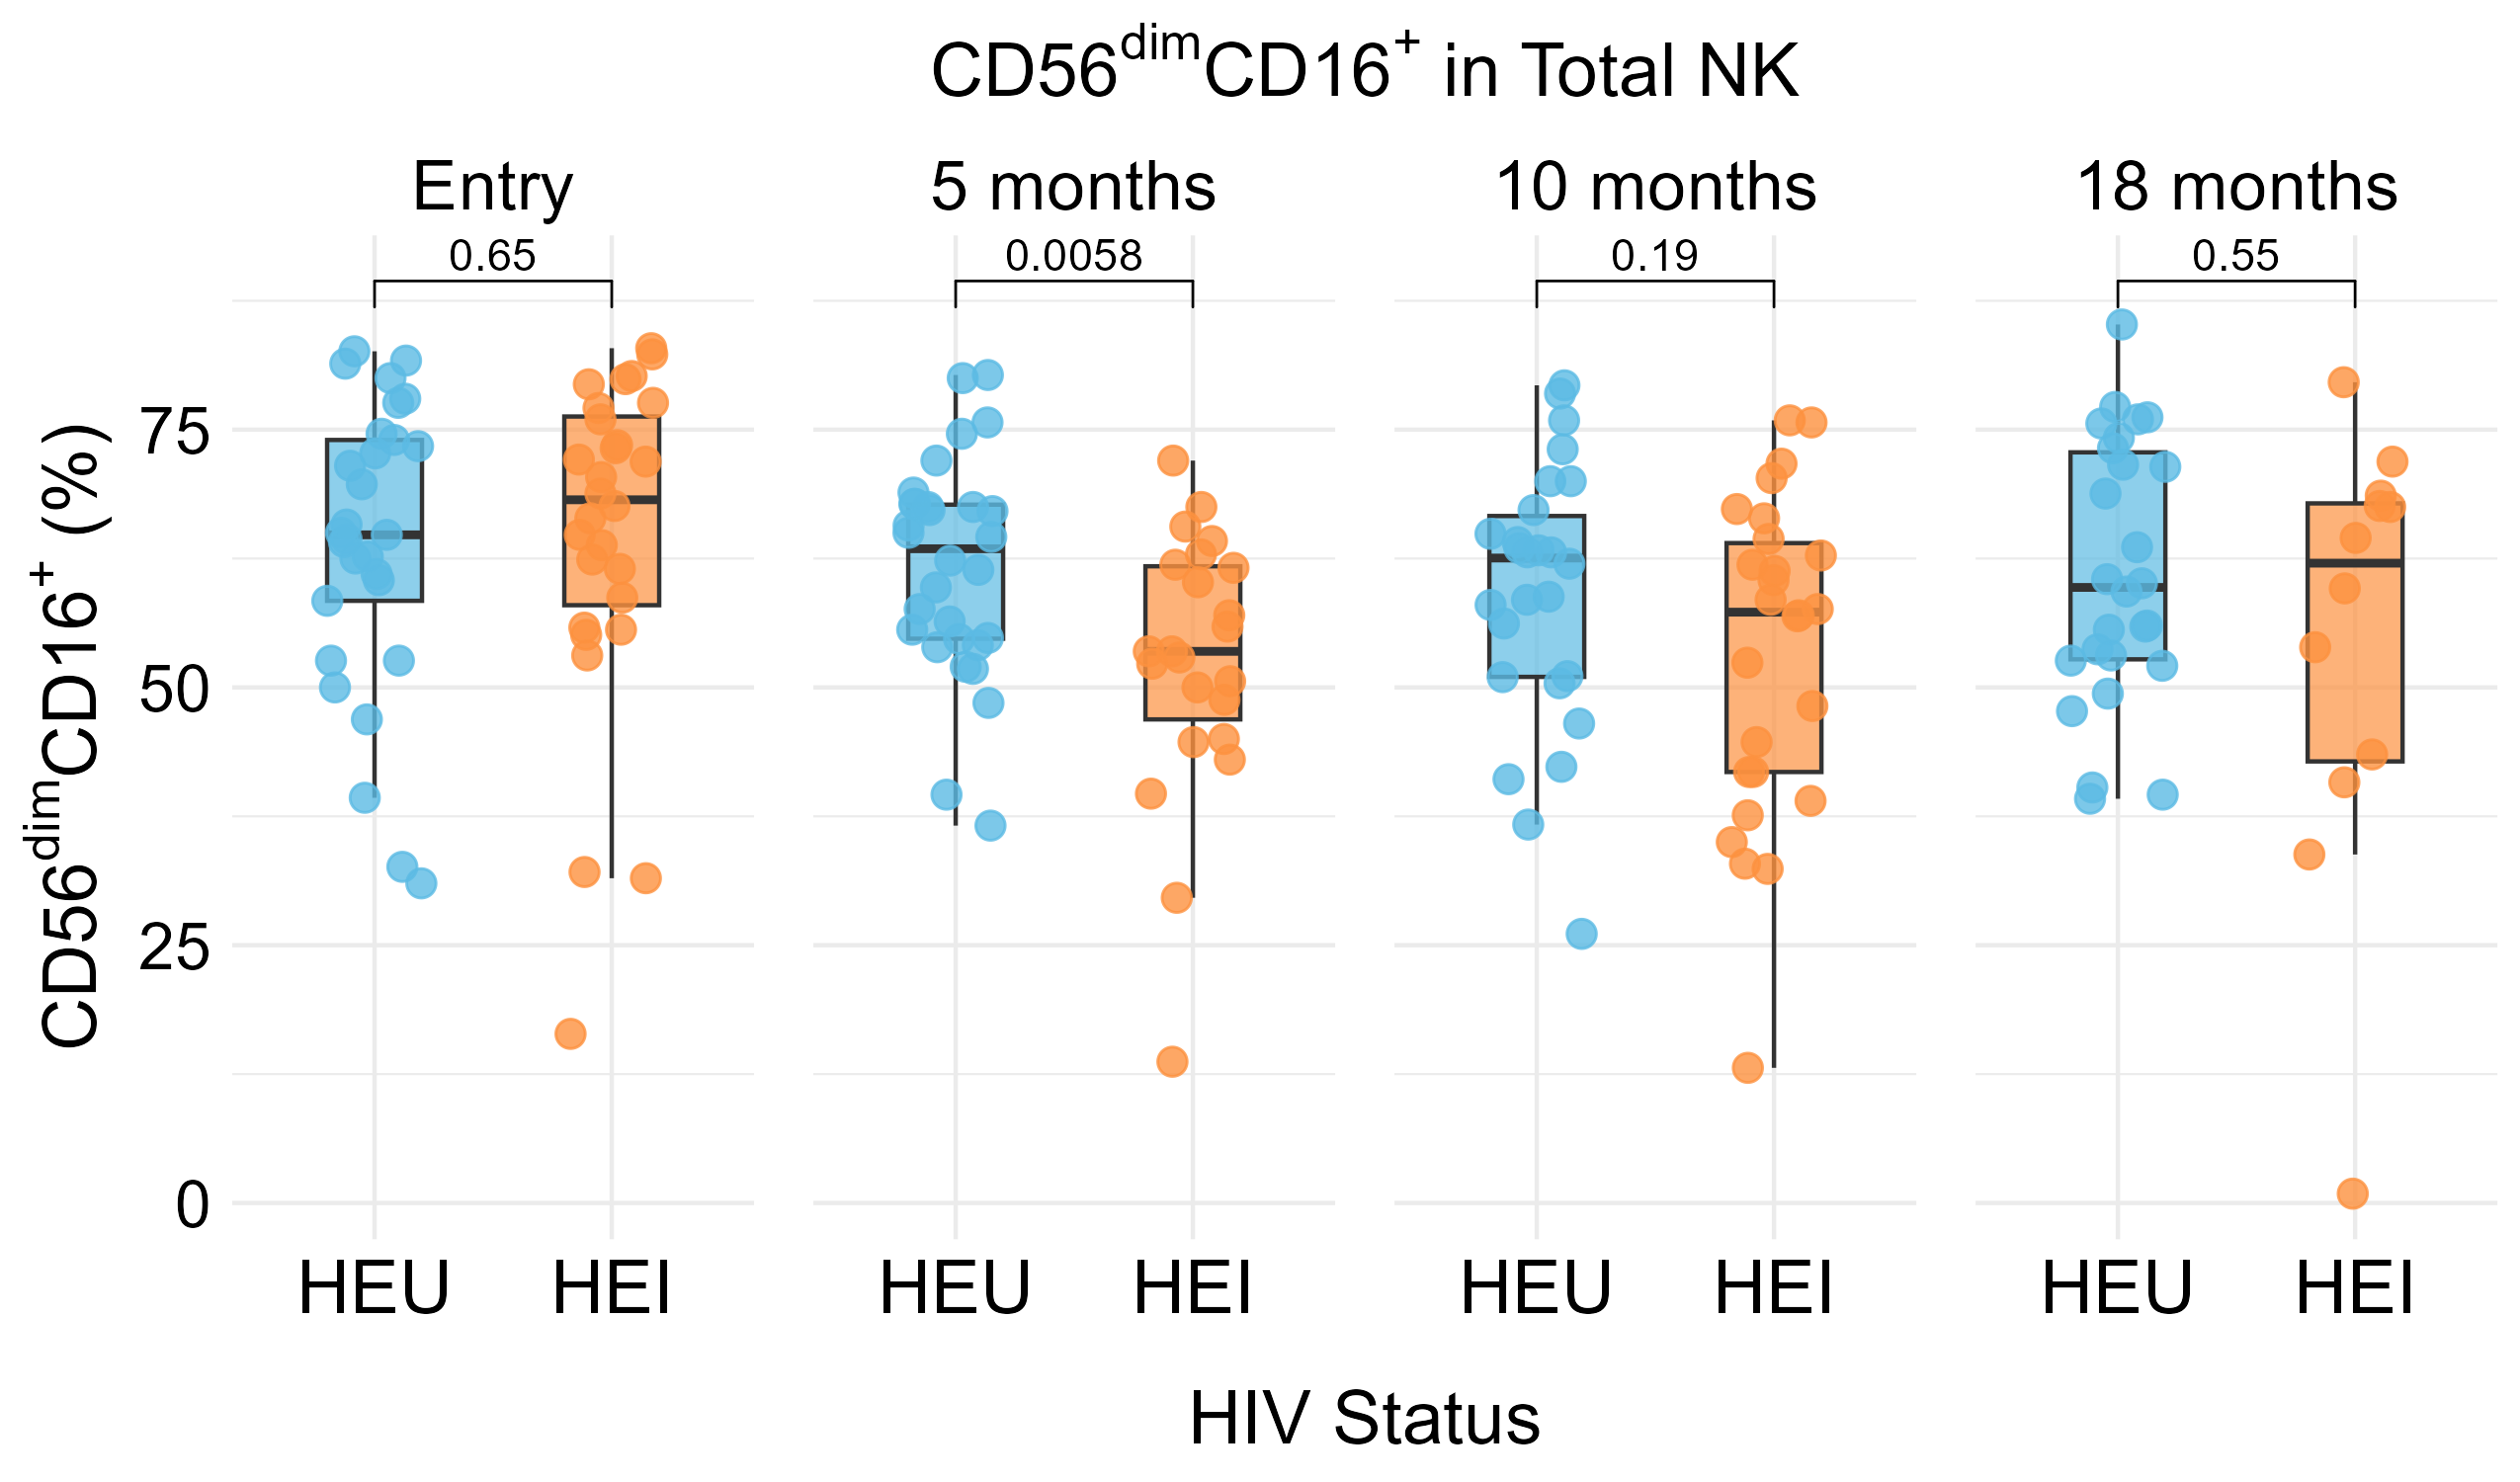 CD56dimCD16+ in Total NK
Entry 5 months 10 months 18 months
0.65 0.0058 0.19 0.55
CD56dimCD16+ (%)
75
50
25
0
HEU HEI HEU HEI HEU HEI HEU HEI
HIV Status